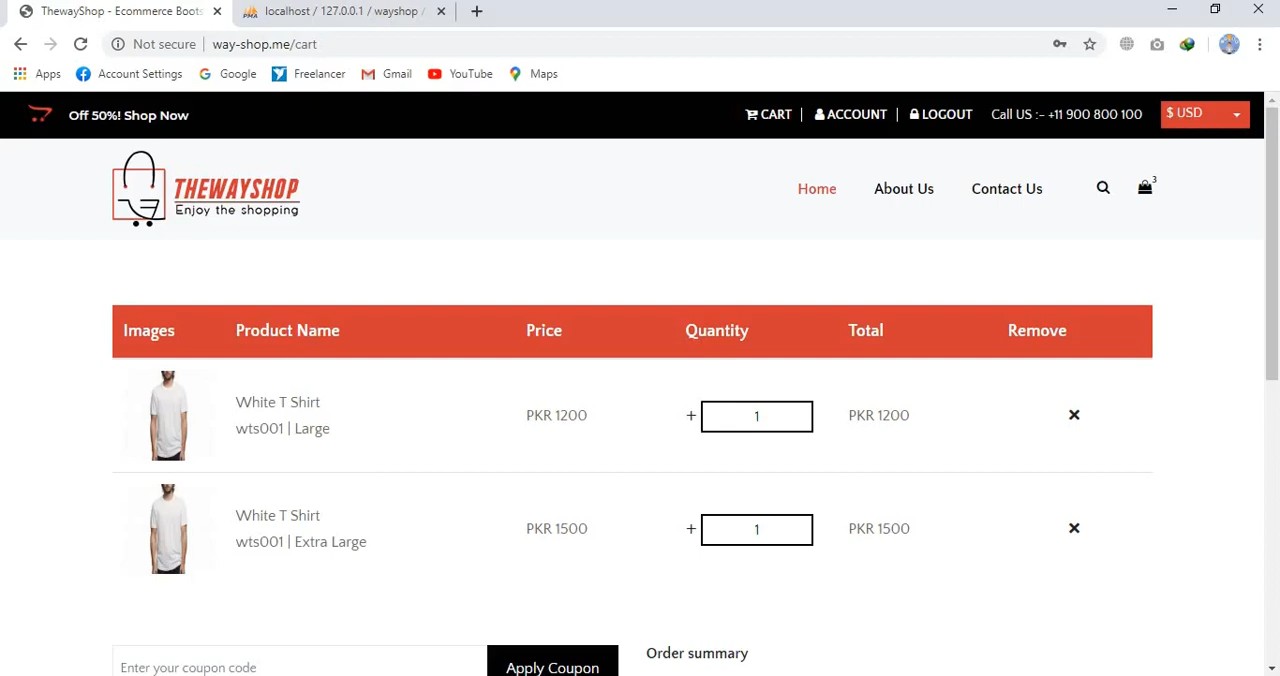 ThewayShop - Ecommerce Boots
localhost / 127.0.0.1 / wayshop /
Not secure | way-shop.me/cart
Apps Account Settings Google Freelancer Gmail YouTube Maps
Off 50%! Shop Now CART | ACCOUNT | LOGOUT Call US :- +11 900 800 100 $ USD
THEWAYSHOP
Enjoy the shopping
Home About Us Contact Us 3
Images Product Name Price Quantity Total Remove
White T Shirt
wts001 | Large
PKR 1200 + 1 PKR 1200 ×
White T Shirt
wts001 | Extra Large
PKR 1500 + 1 PKR 1500 ×
Enter your coupon code Apply Coupon
Order summary